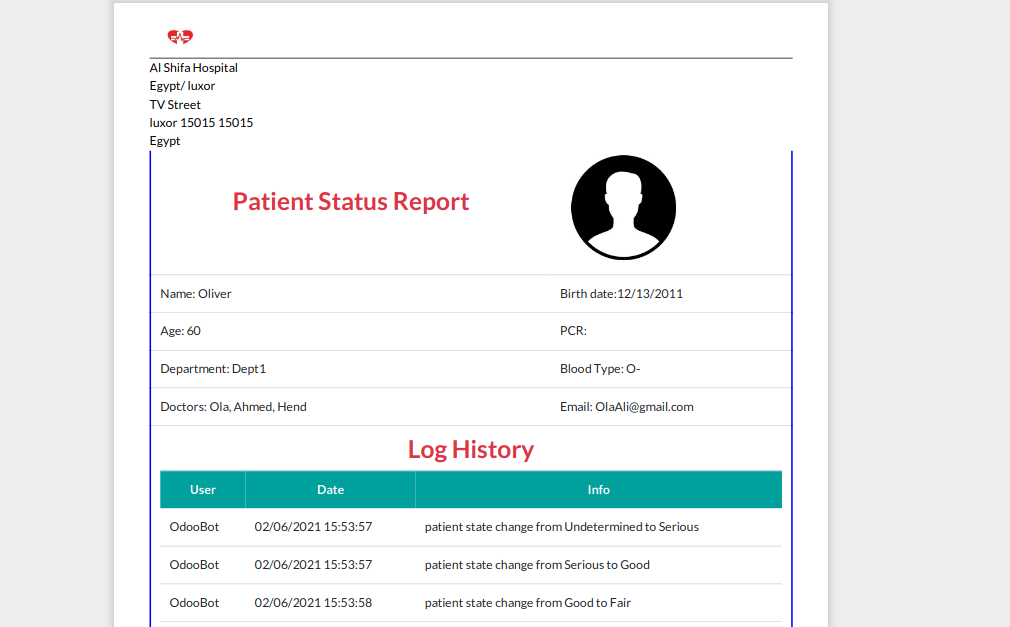 Al Shifa Hospital
Egypt/ luxor
TV Street
luxor 15015 15015
Egypt
Patient Status Report
Name: Oliver Birth date:12/13/2011
Age: 60 PCR:
Department: Dept1 Blood Type: O-
Doctors: Ola, Ahmed, Hend Email: OlaAli@gmail.com
Log History
User Date Info
OdooBot 02/06/2021 15:53:57 patient state change from Undetermined to Serious
OdooBot 02/06/2021 15:53:57 patient state change from Serious to Good
OdooBot 02/06/2021 15:53:58 patient state change from Good to Fair